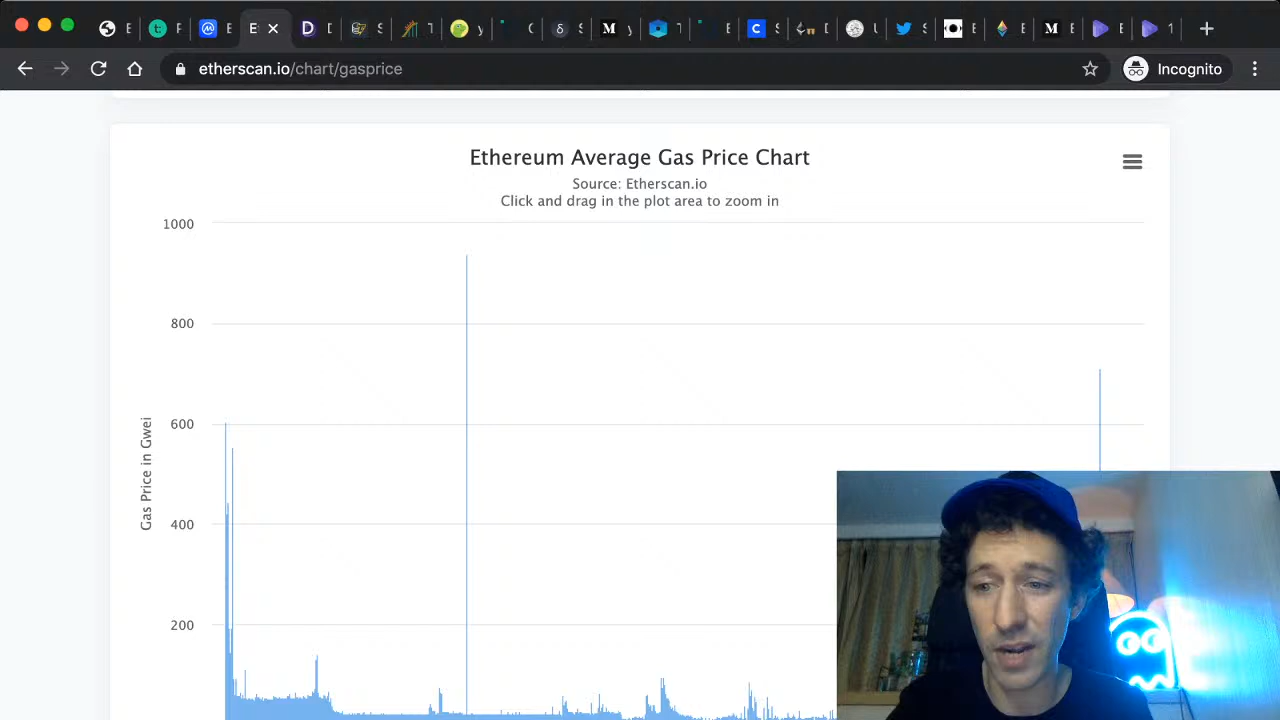 E
F
E
E
D
S
T
y
C
S
y
T
E
S
E
U
S
E
E
E
E
1
etherscan.io/chart/gasprice
Incognito
Ethereum Average Gas Price Chart
Source: Etherscan.io
Click and drag in the plot area to zoom in
1000
800
600
400
200
Gas Price in Gwei